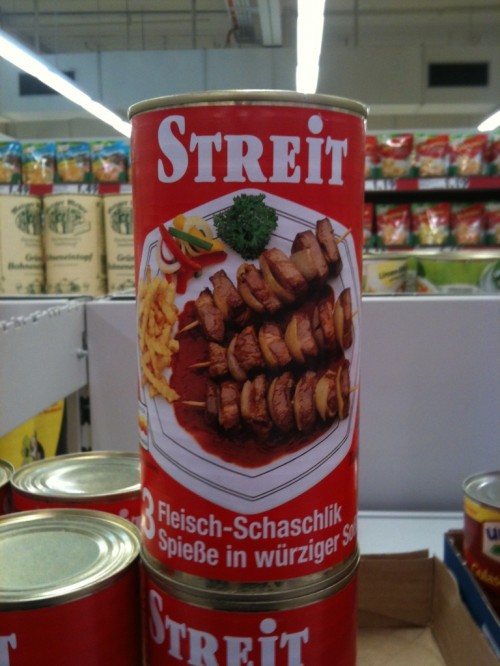 STREiT
3 Fleisch-Schaschlik
Spieße in würziger
STREiT